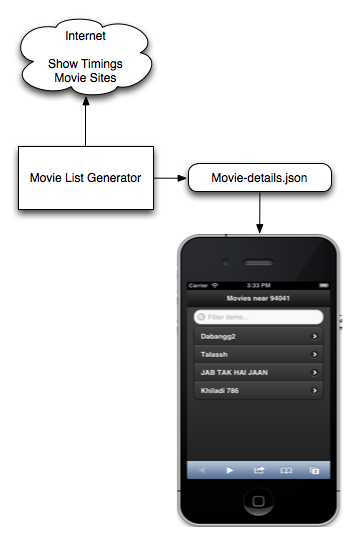 Internet
Show Timings
Movie Sites
Movie List Generator
Movie-details.json
Carrier 3:33 PM
Movies near 94041
Filter items...
Dabangg2
Talassh
JAB TAK HAI JAAN
Khiladi 786